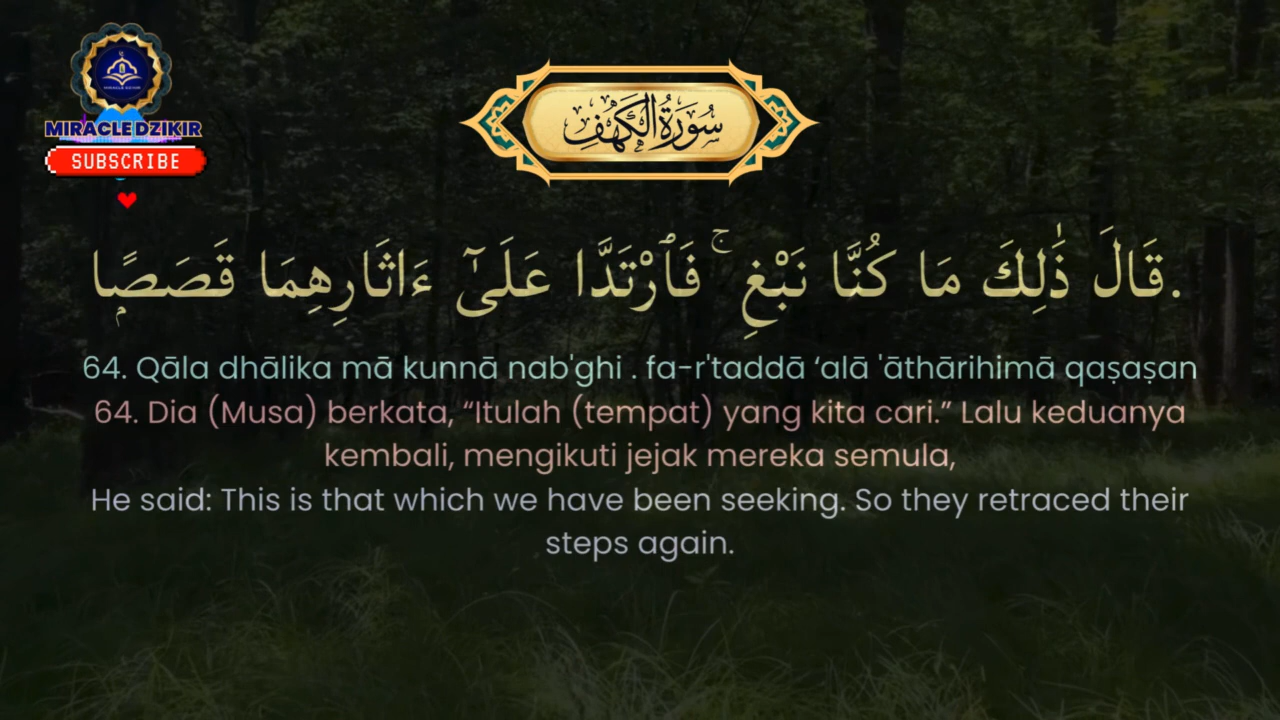 MIRACLE DZIKIR
SUBSCRIBE
سُورَةُ الْكَهْفِ
قَالَ ذَٰلِكَ مَا كُنَّا نَبْغِ ۚ فَٱرْتَدَّا عَلَىٰٓ ءَاثَارِهِمَا قَصَصًۭا.
64. Qāla dhālika mā kunnā nab'ghi . fa-r'taddā ‘alā 'āthārihimā qaṣaṣan
64. Dia (Musa) berkata, “Itulah (tempat) yang kita cari.” Lalu keduanya
kembali, mengikuti jejak mereka semula,
He said: This is that which we have been seeking. So they retraced their
steps again.